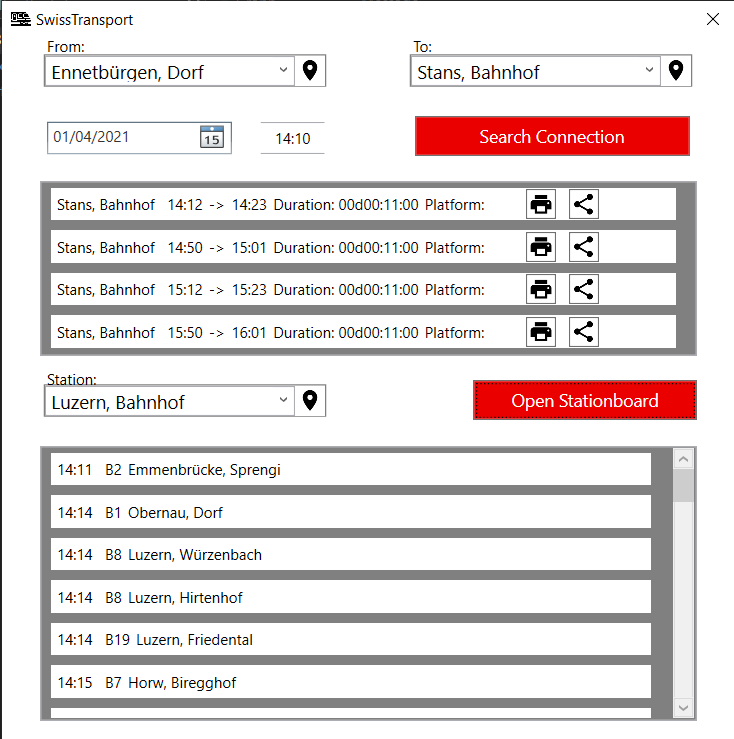 SwissTransport
From: To:
Ennetbürgen, Dorf Stans, Bahnhof
01/04/2021 15 14:10 Search Connection
Stans, Bahnhof 14:12 -> 14:23 Duration: 00d00:11:00 Platform:
Stans, Bahnhof 14:50 -> 15:01 Duration: 00d00:11:00 Platform:
Stans, Bahnhof 15:12 -> 15:23 Duration: 00d00:11:00 Platform:
Stans, Bahnhof 15:50 -> 16:01 Duration: 00d00:11:00 Platform:
Station:
Luzern, Bahnhof Open Stationboard
14:11 B2 Emmenbrücke, Sprengi
14:14 B1 Obernau, Dorf
14:14 B8 Luzern, Würzenbach
14:14 B8 Luzern, Hirtenhof
14:14 B19 Luzern, Friedental
14:15 B7 Horw, Biregghof